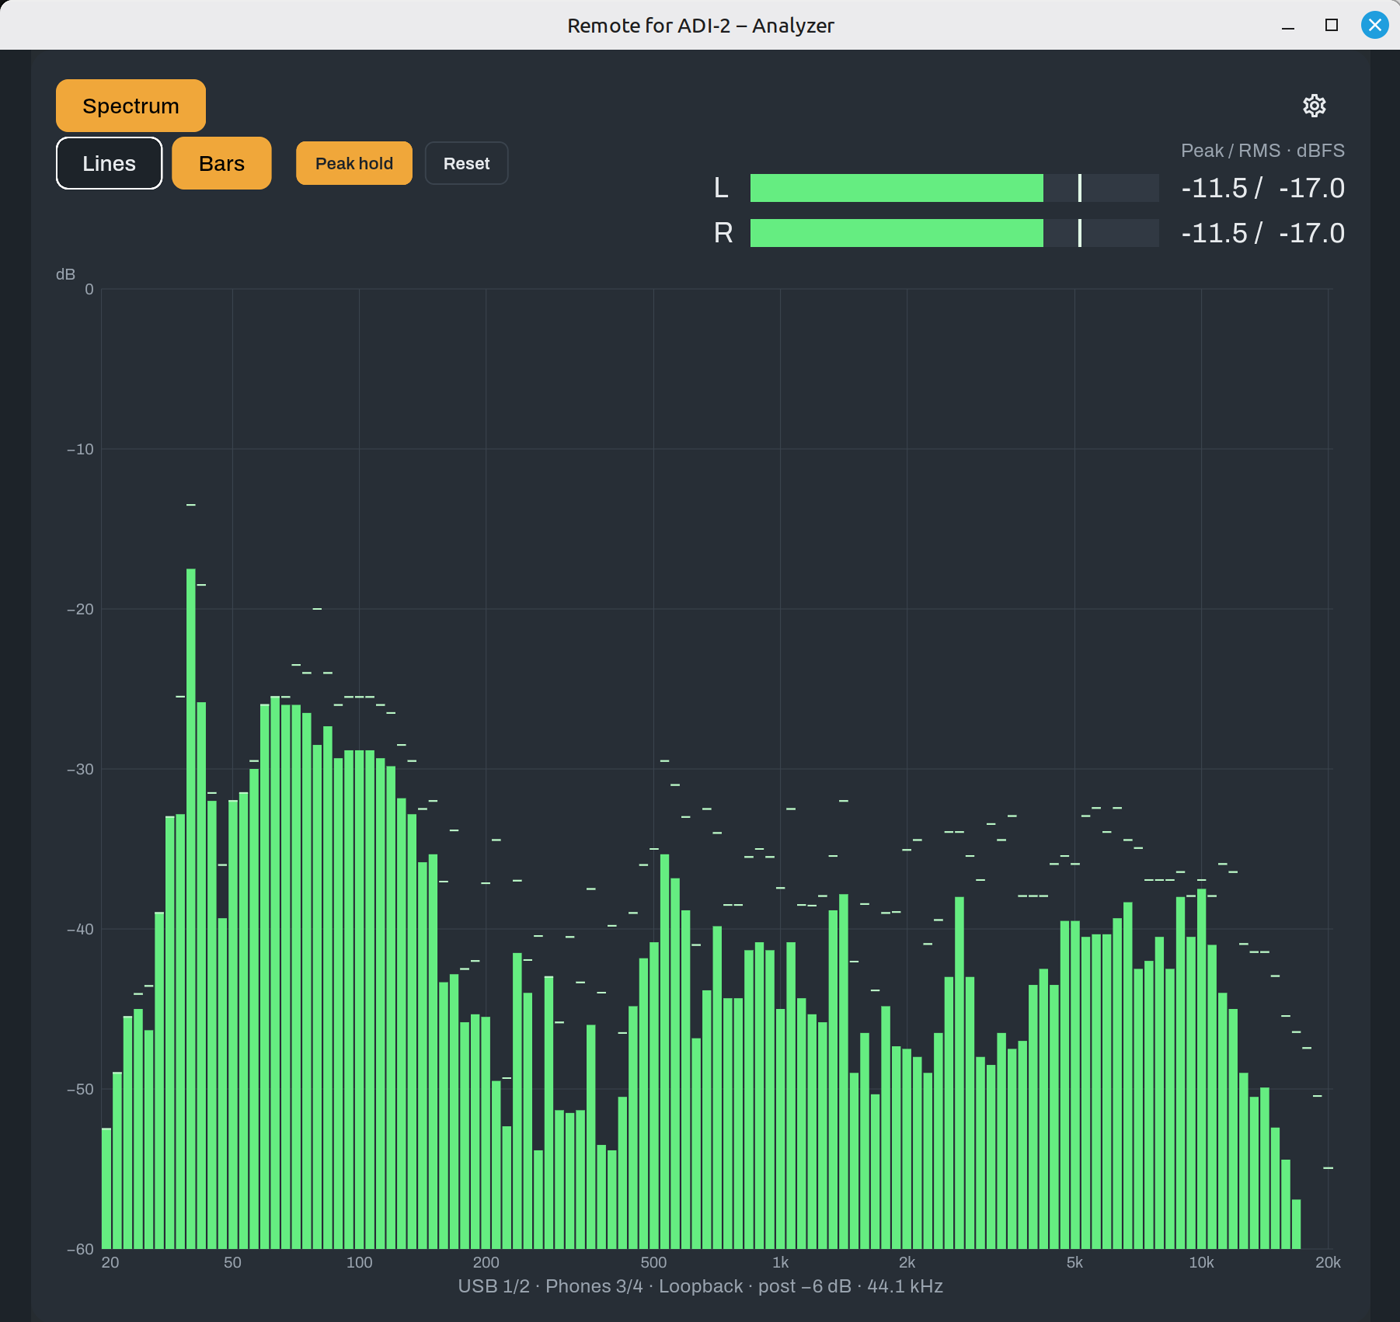 Remote for ADI-2 – Analyzer
Spectrum
Lines Bars Peak hold Reset
Peak / RMS · dBFS
L -11.5 / -17.0
R -11.5 / -17.0
dB
0
−10
−20
−30
−40
−50
−60
20 50 100 200 500 1k 2k 5k 10k 20k
USB 1/2 · Phones 3/4 · Loopback · post −6 dB · 44.1 kHz